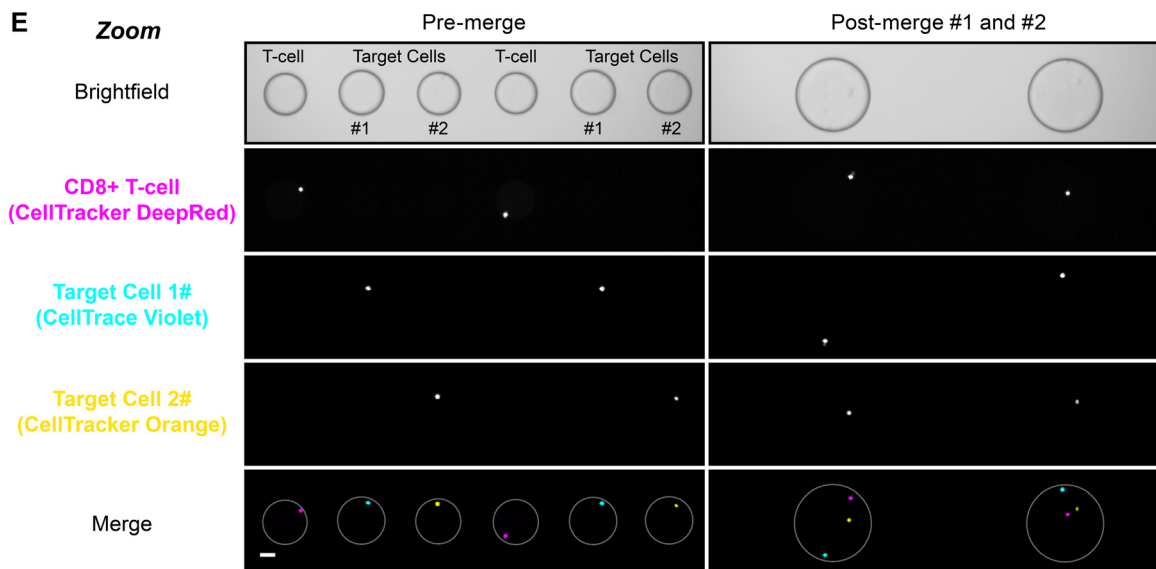 E
Zoom
Pre-merge
Post-merge #1 and #2
Brightfield
T-cell Target Cells T-cell Target Cells
#1 #2 #1 #2
CD8+ T-cell
(CellTracker DeepRed)
Target Cell 1#
(CellTrace Violet)
Target Cell 2#
(CellTracker Orange)
Merge